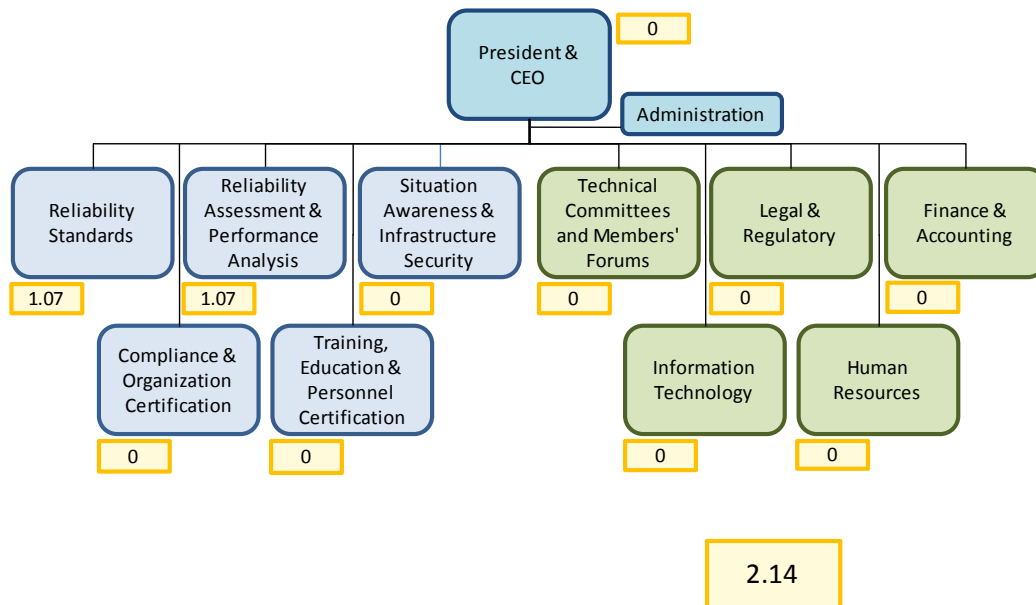 0
President &
CEO
Administration
Reliability
Standards
1.07
Reliability
Assessment &
Performance
Analysis
1.07
Situation
Awareness &
Infrastructure
Security
0
Technical
Committees
and Members'
Forums
0
Legal &
Regulatory
0
Finance &
Accounting
0
Compliance &
Organization
Certification
0
Training,
Education &
Personnel
Certification
0
Information
Technology
0
Human
Resources
0
2.14